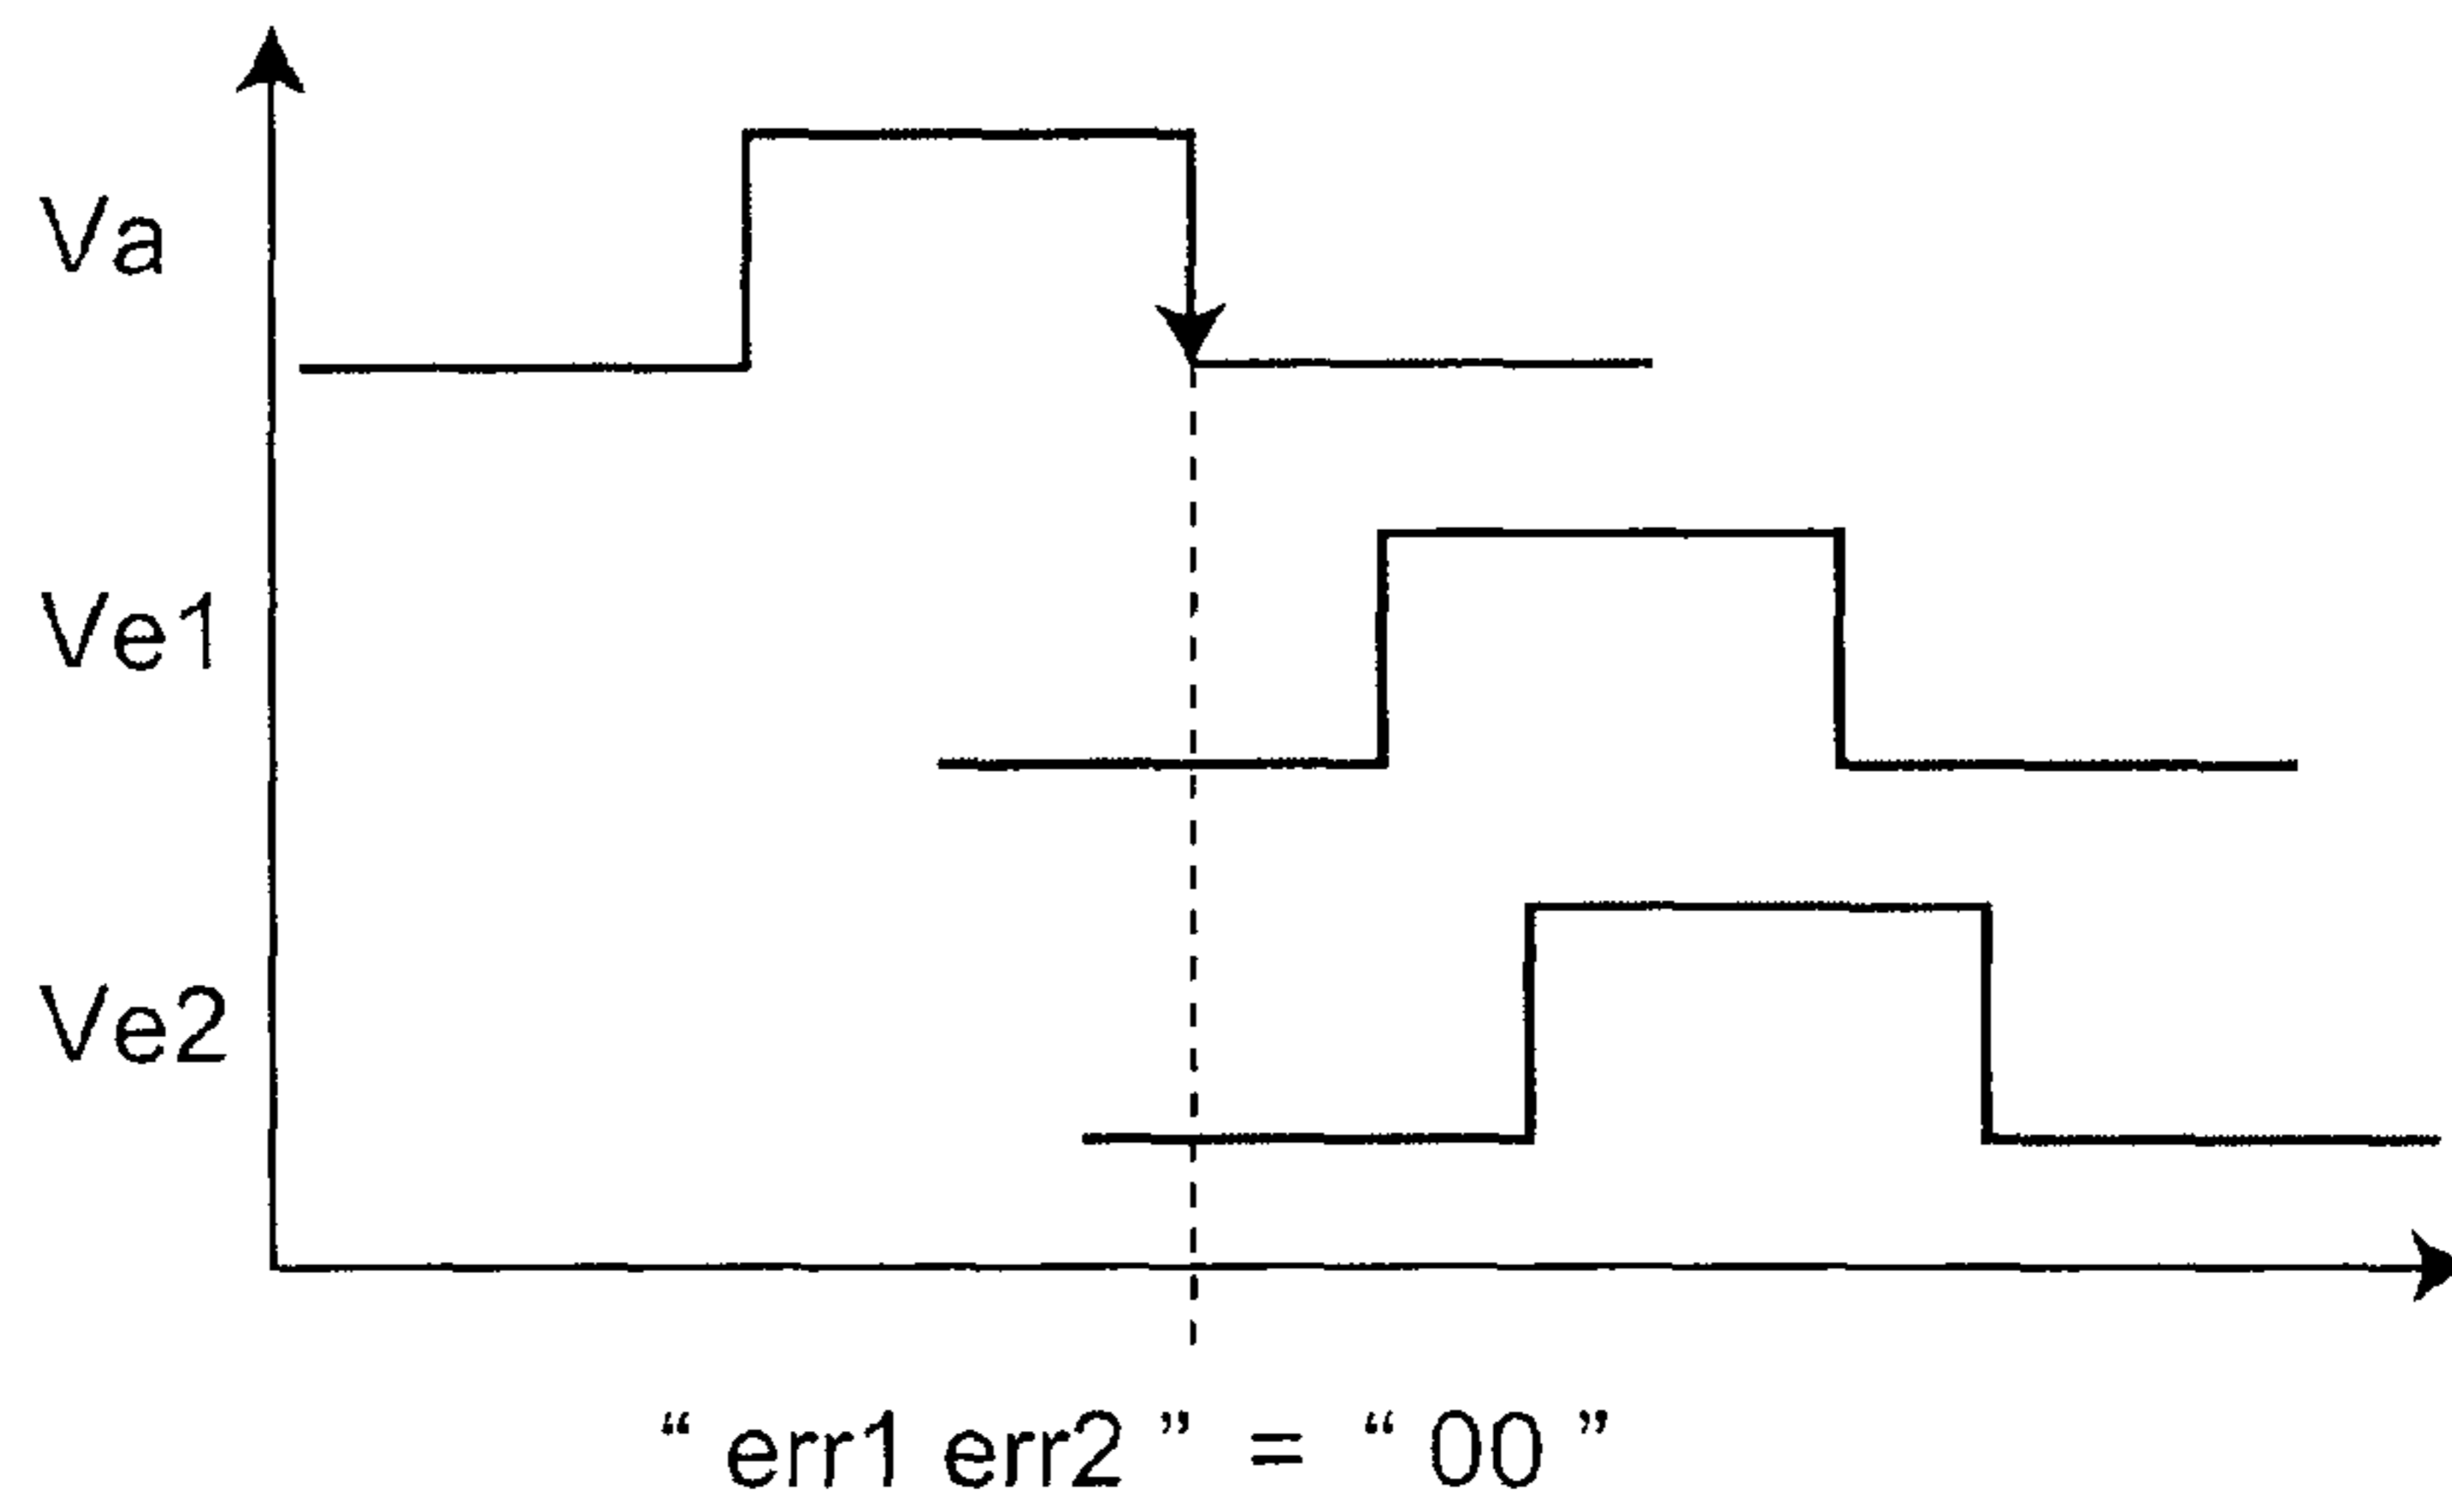 Va
Ve1
Ve2
“ err1 err2 ” = “ 00 ”